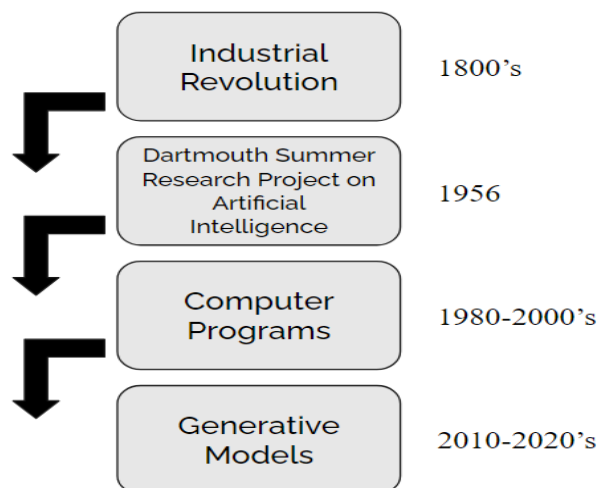 Industrial
Revolution
1800's
Dartmouth Summer
Research Project on
Artificial
Intelligence
1956
Computer
Programs
1980-2000's
Generative
Models
2010-2020's